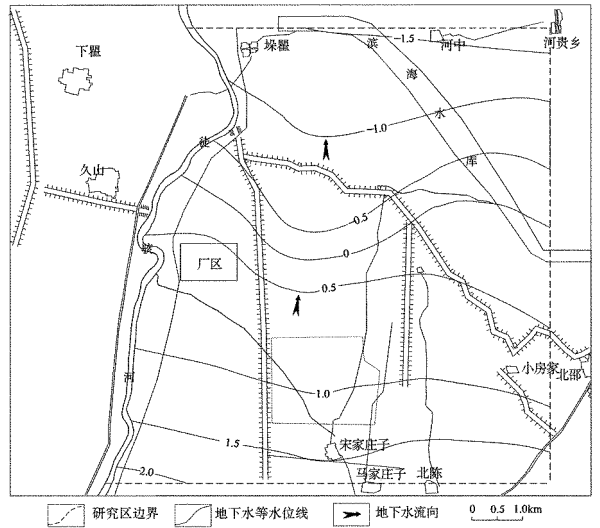 -1.5
河中
河贵乡
下瞿
垛瞿
滨海水库
-1.0
徒骇河
久山
-0.5
0
厂区
0.5
小房家
北邵
1.0
1.5
宋家庄子
2.0
马家庄子
北陈
研究区边界
地下水等水位线
地下水流向
0 0.5 1.0km